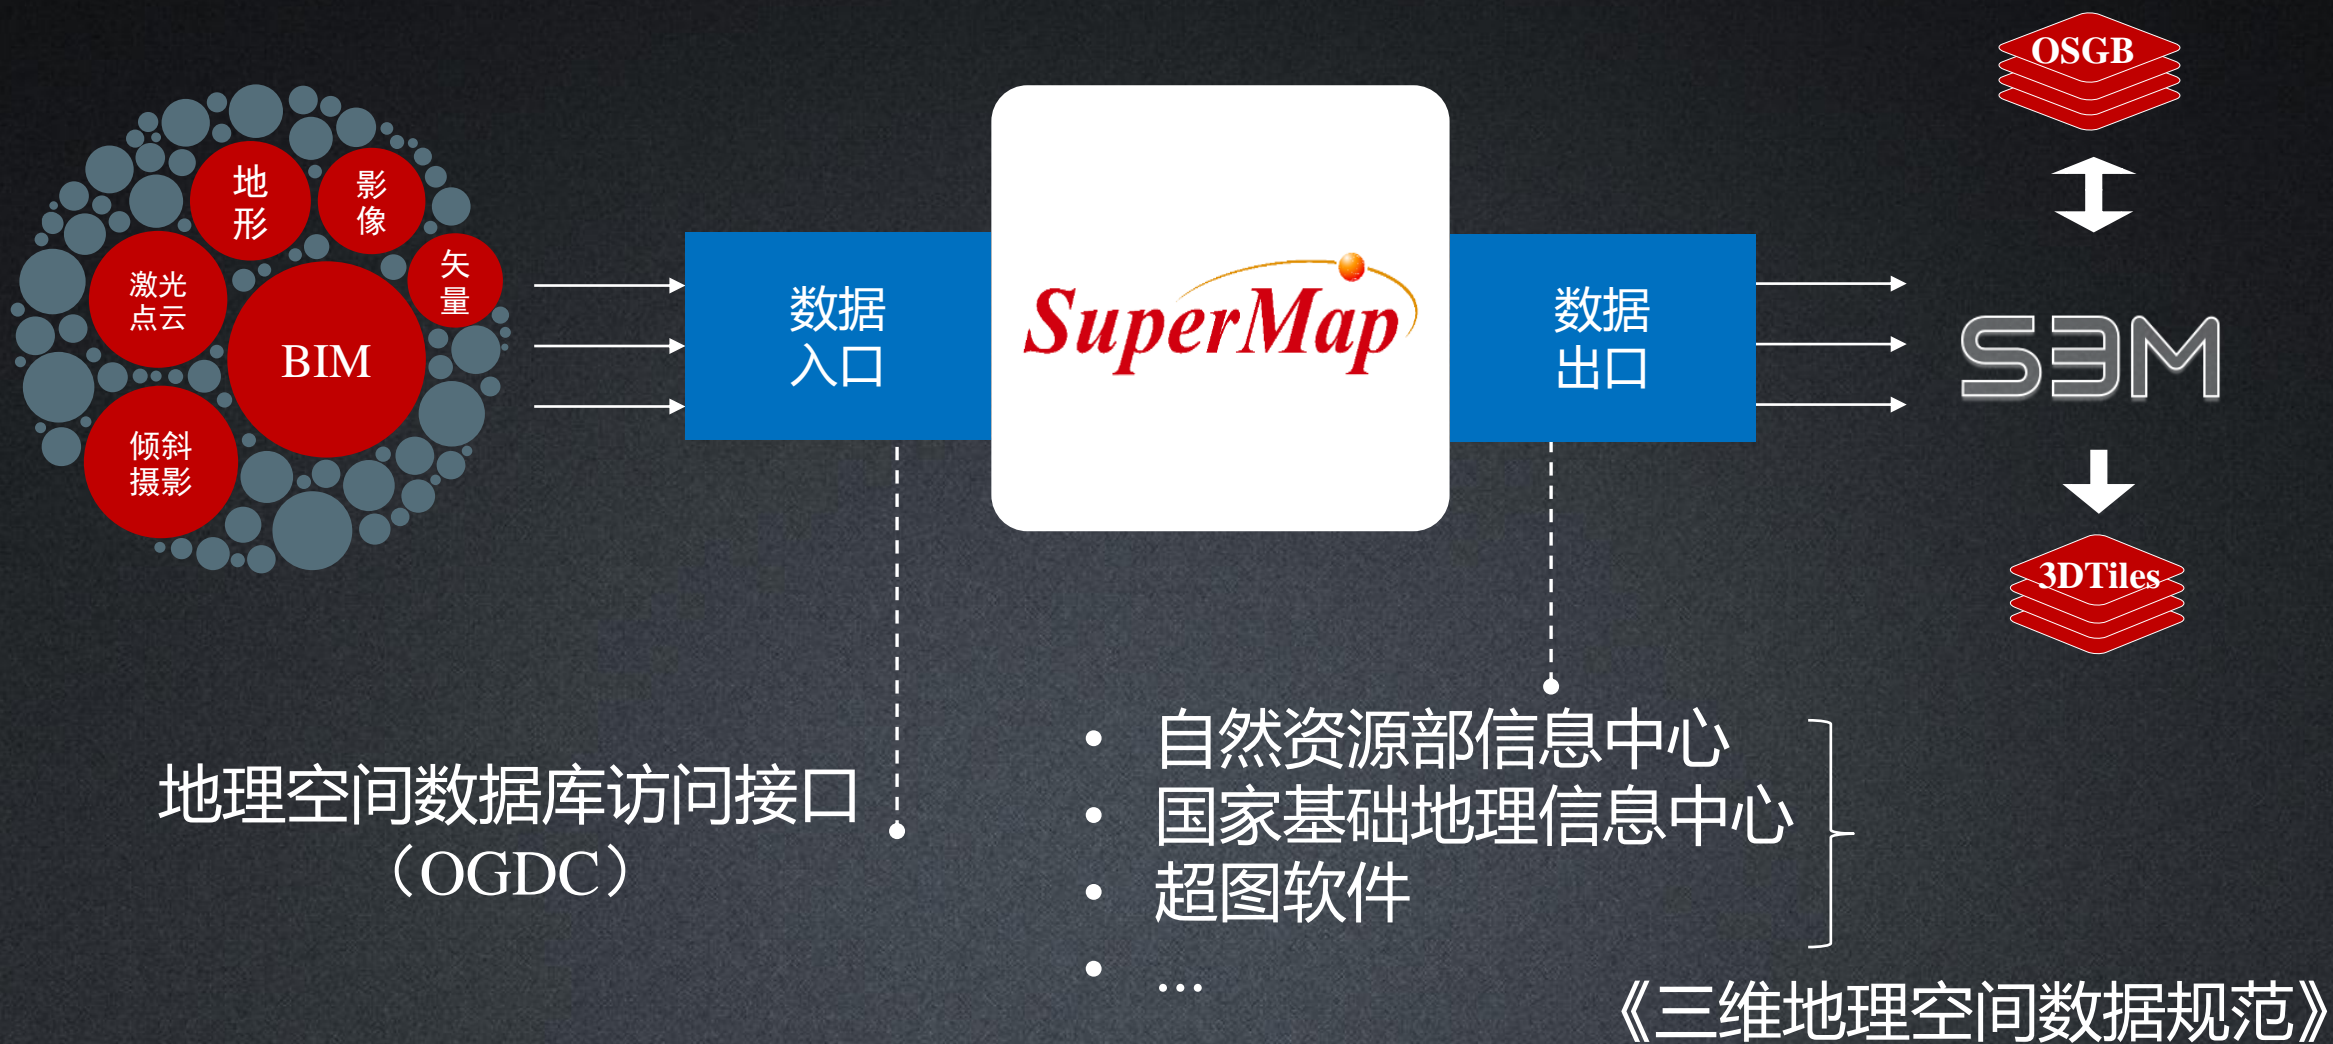 OSGB
地
形
影
像
矢
量
激光
点云
BIM
倾斜
摄影
数据
入口
SuperMap
数据
出口
S3M
3DTiles
地理空间数据库访问接口
（OGDC）
• 自然资源部信息中心
• 国家基础地理信息中心
• 超图软件
• ...
《三维地理空间数据规范》